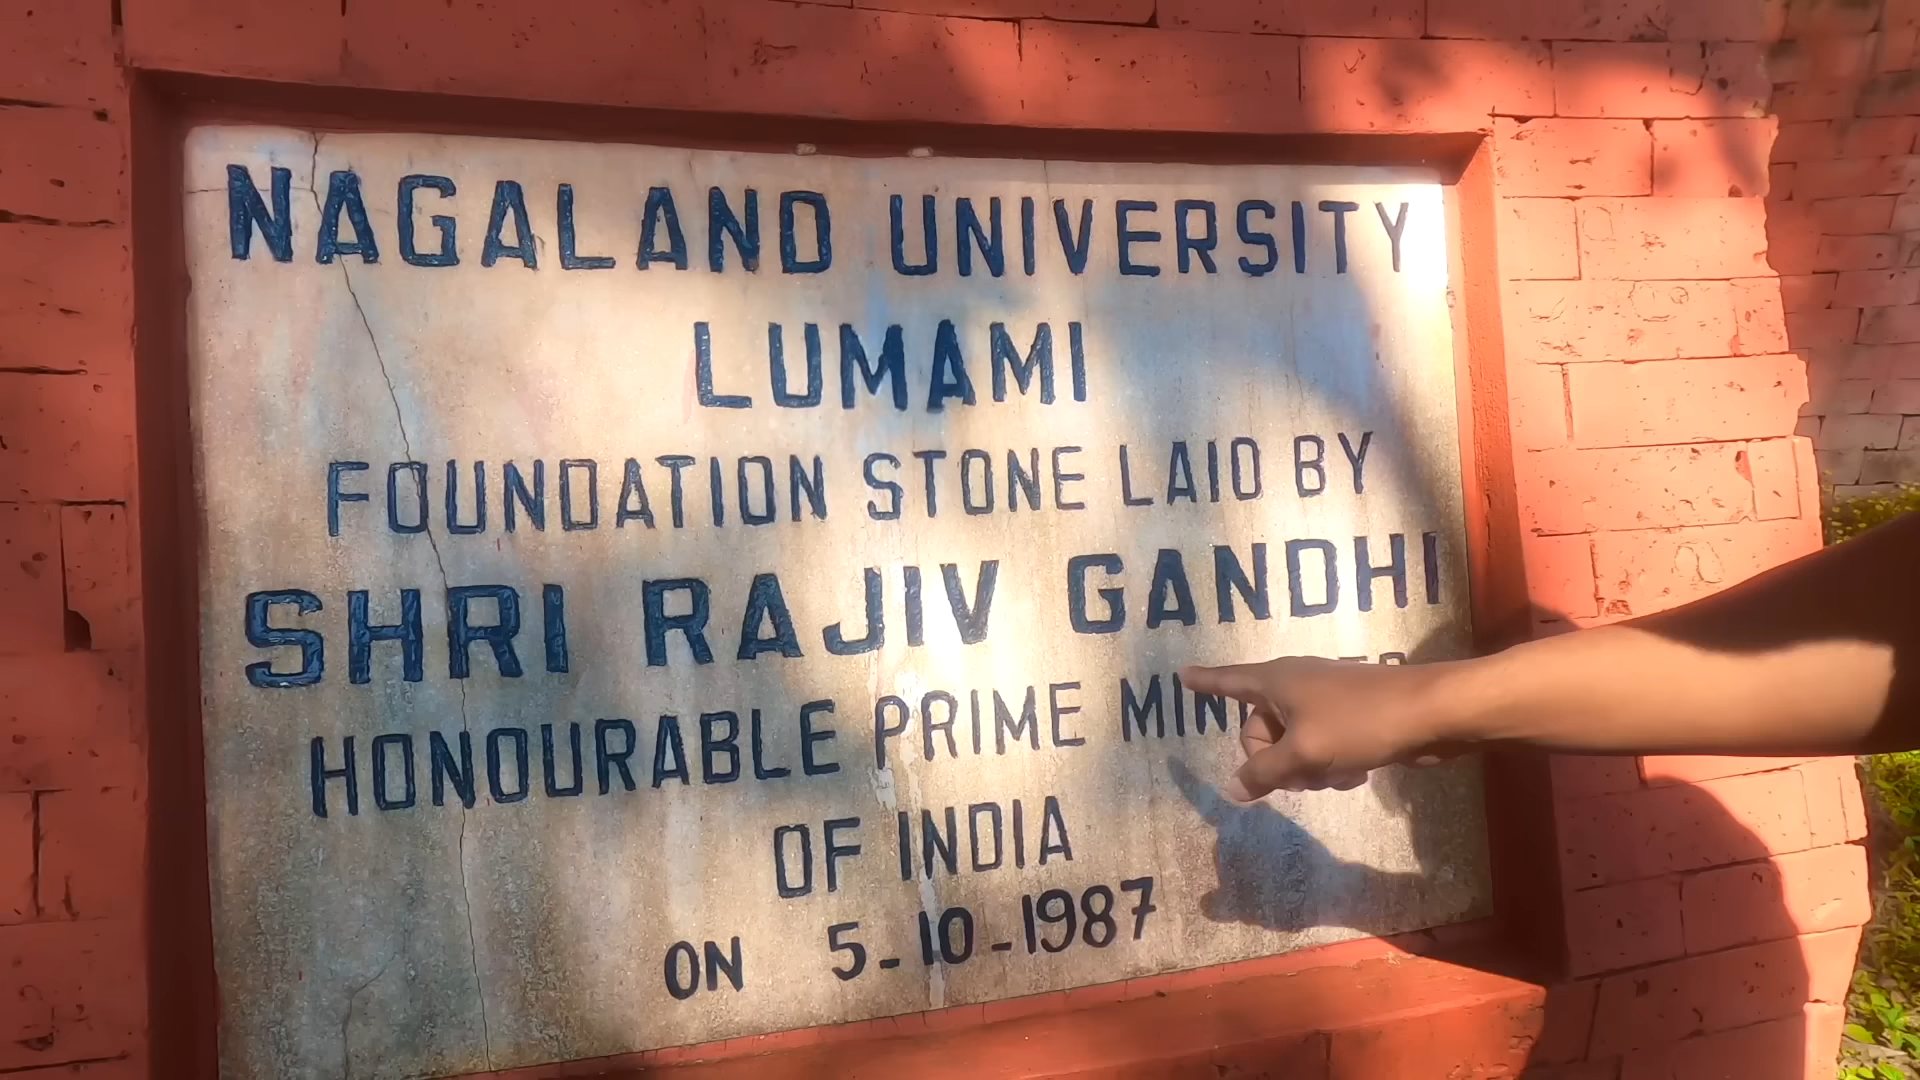 NAGALAND UNIVERSITY
LUMAMI
FOUNDATION STONE LAID BY
SHRI RAJIV GANDHI
HONOURABLE PRIME
OF INDIA
ON 5-10-1987